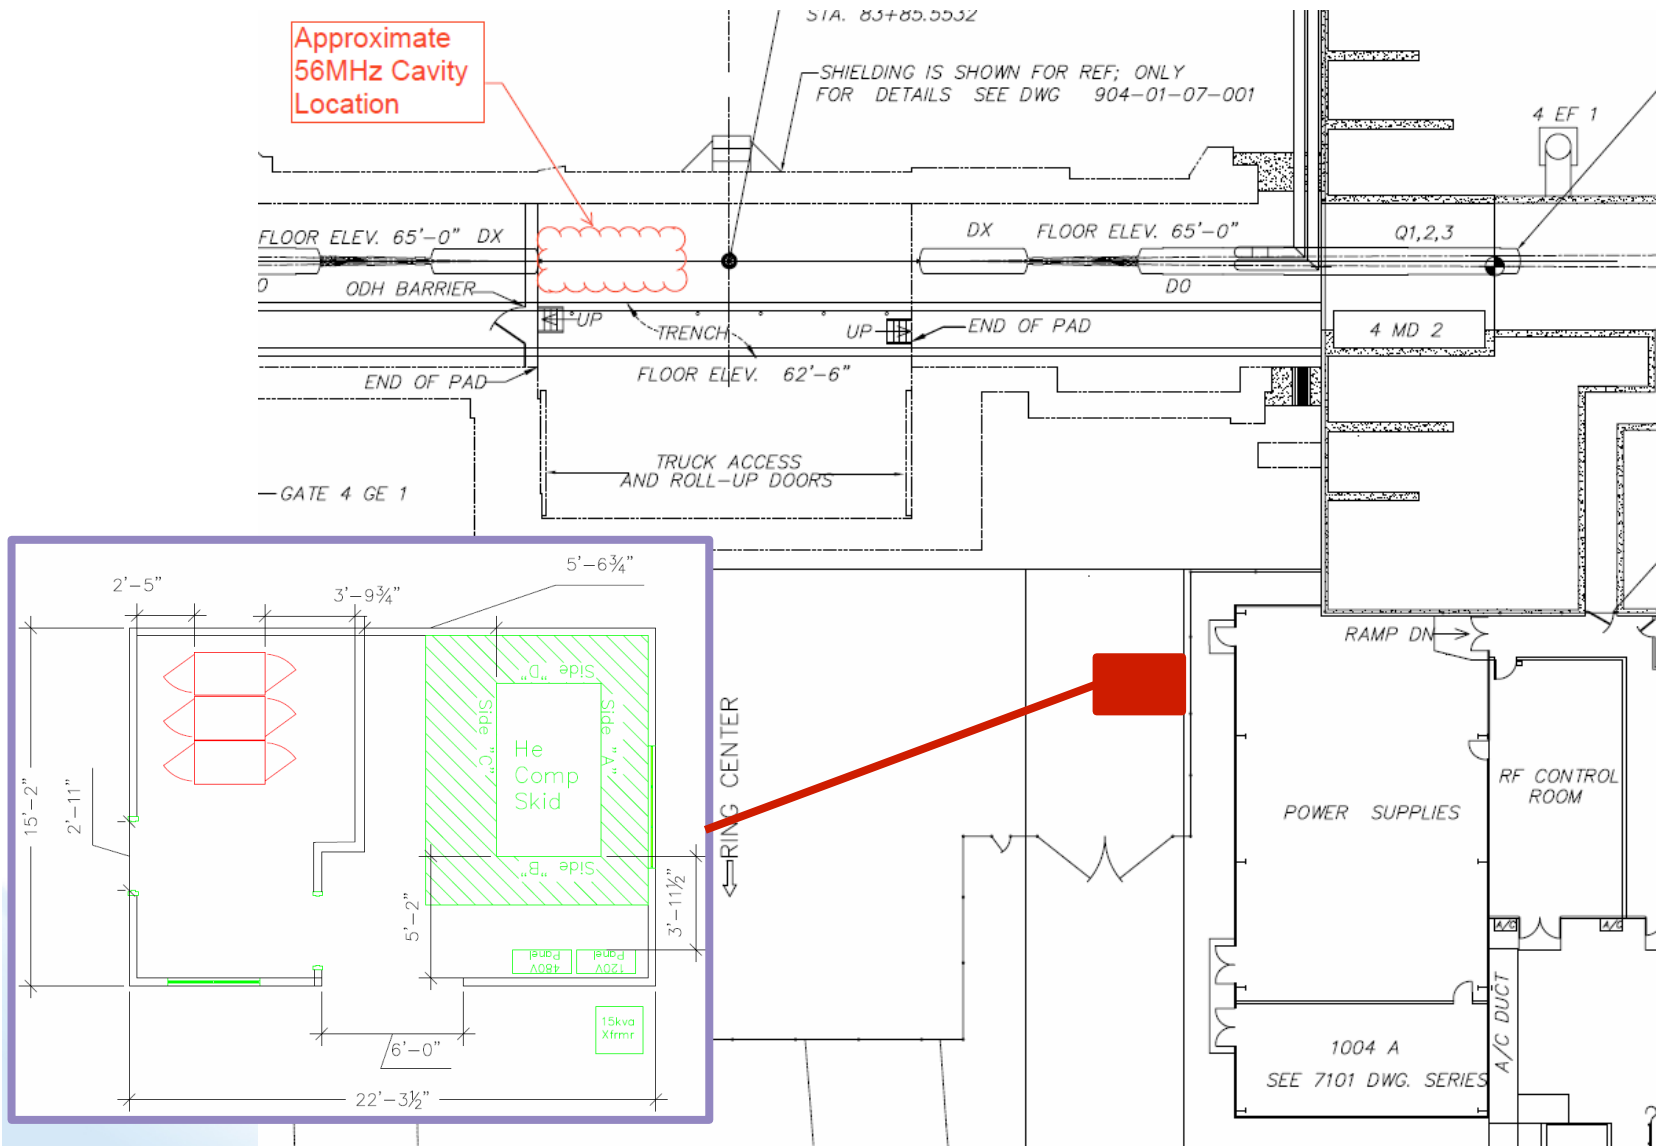 STA. 83+85.5532
Approximate
56MHz Cavity
Location
SHIELDING IS SHOWN FOR REF; ONLY
FOR DETAILS SEE DWG 904-01-07-001
4 EF 1
FLOOR ELEV. 65'-0" DX
DX FLOOR ELEV. 65'-0"
Q1,2,3
ODH BARRIER
DO
UP
TRENCH
UP
END OF PAD
4 MD 2
END OF PAD
FLOOR ELEV. 62'-6"
TRUCK ACCESS
AND ROLL-UP DOORS
GATE 4 GE 1
5'-6¾"
2'-5"
3'-9¾"
RAMP DN
Side "D"
Side "C"
Side "A"
He
Comp
Skid
Side "B"
15'-2"
2'-11"
5'-2"
3'-11½"
480V
Panel
120V
Panel
15kva
Xfrmr
6'-0"
22'-3½"
RING CENTER
POWER SUPPLIES
RF CONTROL
ROOM
A/C
A/C
A/C DUCT
1004 A
SEE 7101 DWG. SERIES